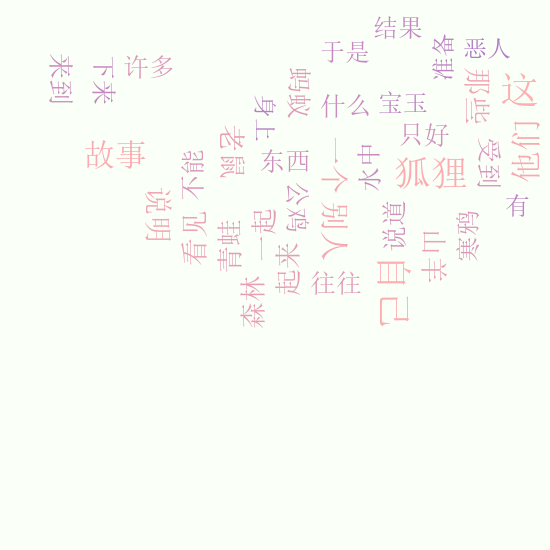 结果
于是
准备
恶人
来到
下来
许多
蚂蚁
那些
这
什么
宝玉
身上
他们
只好
老鼠
故事
东西
一个
水中
狐狸
受到
不能
公鸡
说明
有
看见
一起
别人
说道
寒鸦
青蛙
起来
山羊
森林
往往
自己